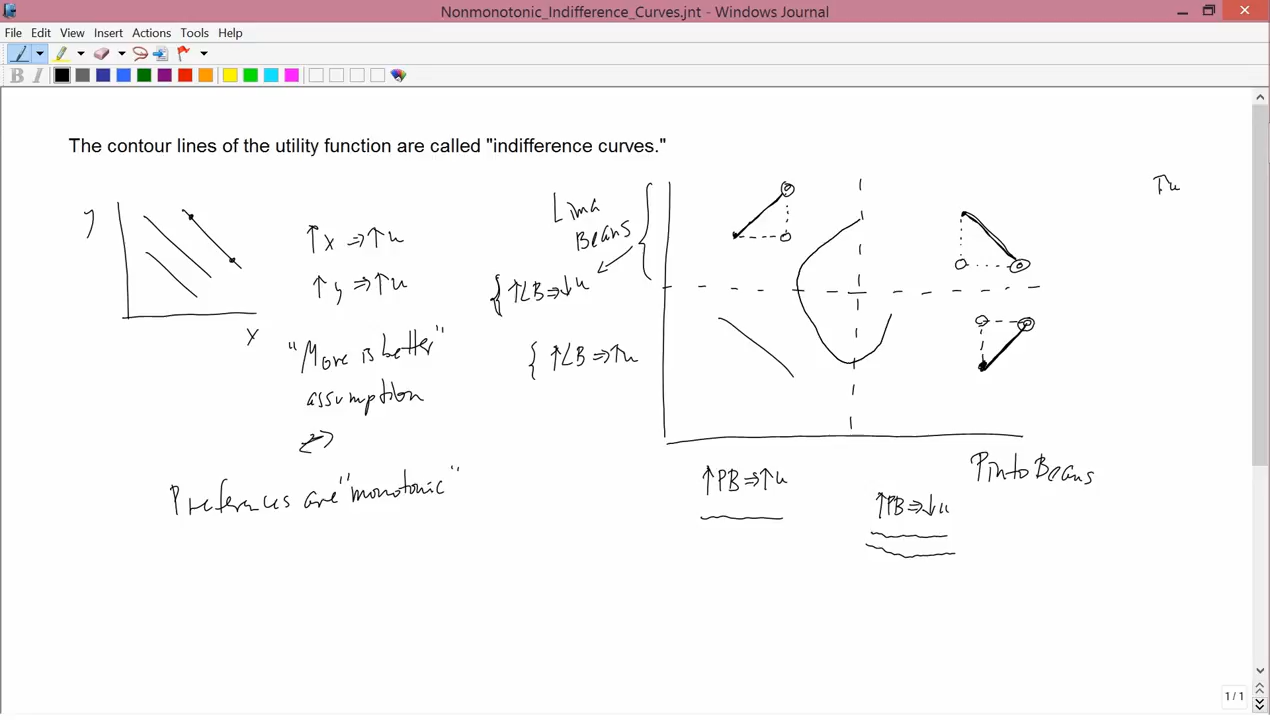 Nonmonotonic_Indifference_Curves.jnt - Windows Journal
File Edit View Insert Actions Tools Help
B I
The contour lines of the utility function are called "indifference curves."
y
x
↑x ⇒ ↑u
↑y ⇒ ↑u
"More is better"
assumption
⇔
Preferences are "monotonic"
Lima
Beans
{ ↑LB ⇒ ↓u
{ ↑LB ⇒ ↑u
↑u
Pinto Beans
↑PB ⇒ ↑u
↑PB ⇒ ↓u
1 / 1